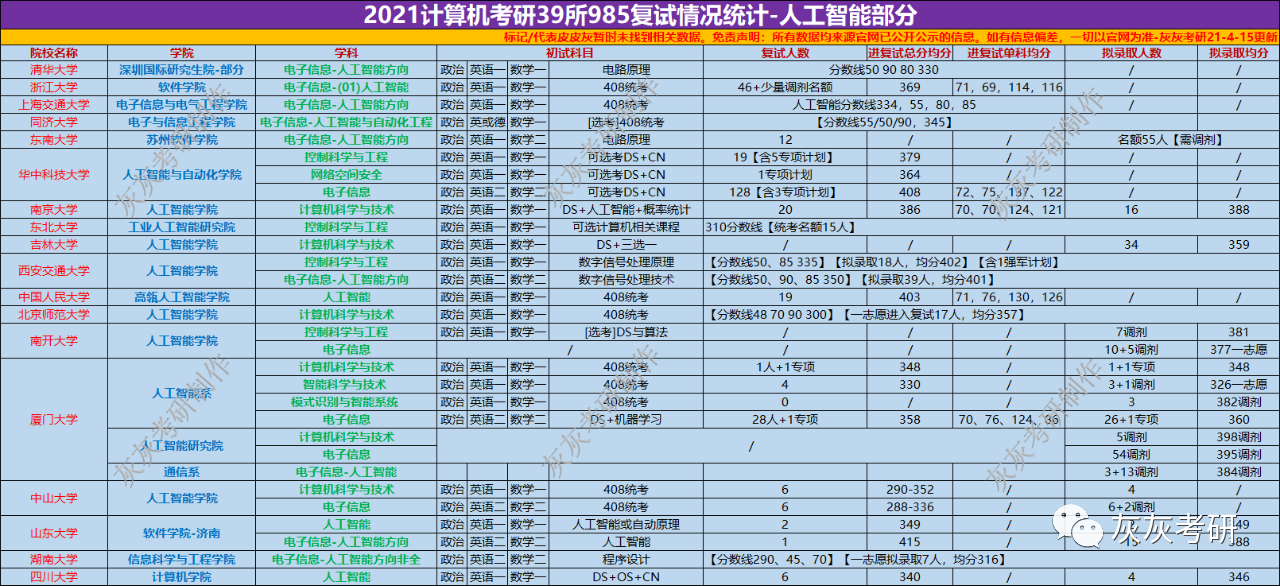 2021计算机考研39所985复试情况统计-人工智能部分
标记/代表皮皮灰暂时未找到相关数据。免责声明：所有数据均来源官网已公开公示的信息。如有信息偏差，一切以官网为准-灰灰考研21-4-15更新
院校名称 学院 学科 初试科目 复试人数 进复试总分均分 进复试单科均分 拟录取人数 拟录取均分
清华大学 深圳国际研究生院-部分 电子信息-人工智能方向 政治 英语一 数学一 电路原理 分数线50 90 80 330 / /
浙江大学 软件学院 电子信息-(01)人工智能 政治 英语一 数学一 408统考 46+少量调剂名额 369 71，69，114，116 / /
上海交通大学 电子信息与电气工程学院 电子信息-人工智能方向 政治 英语一 数学一 408统考 人工智能分数线334，55，80，85 / /
同济大学 电子与信息工程学院 电子信息-人工智能与自动化工程 政治 英或德 数学一 [选考]408统考 【分数线55/50/90，345】
东南大学 苏州软件学院 电子信息-人工智能方向 政治 英语一 数学二 电路原理 12 / / 名额55人【需调剂】
华中科技大学 人工智能与自动化学院 控制科学与工程 政治 英语一 数学一 可选考DS+CN 19【含5专项计划】 379 / /
网络空间安全 政治 英语一 数学一 可选考DS+CN 1专项计划 364 / / /
电子信息 政治 英语二 数学二 可选考DS+CN 128【含3专项计划】 408 72、75、137、122 / /
南京大学 人工智能学院 计算机科学与技术 政治 英语一 数学一 DS+人工智能+概率统计 20 386 70、70、124、121 16 388
东北大学 工业人工智能研究院 控制科学与工程 政治 英语一 数学一 可选计算机相关课程 310分数线【统考名额15人】
吉林大学 人工智能学院 计算机科学与技术 政治 英语一 数学一 DS+三选一 / / / 34 359
西安交通大学 人工智能学院 控制科学与工程 政治 英语一 数学一 数字信号处理原理 【分数线50、85 335】【拟录取18人，均分402】【含1强军计划】
电子信息-人工智能方向 政治 英语二 数学二 数字信号处理技术 【分数线50、90、85 350】【拟录取39人，均分401】
中国人民大学 高瓴人工智能学院 人工智能 政治 英语一 数学一 408统考 19 403 71，76，130，126 / /
北京师范大学 人工智能学院 政治 英语一 数学一 408统考 【分数线48 70 90 300】【一志愿进入复试17人，均分357】
南开大学 人工智能学院 控制科学与工程 政治 英语一 数学一 [选考]DS与算法 / / / 7调剂 381
电子信息 / / / / 10+5调剂 377一志愿
厦门大学 人工智能系 计算机科学与技术 政治 英语一 数学一 408统考 1人+1专项 348 / 1+1专项 348
智能科学与技术 政治 英语一 数学一 408统考 4 330 / 3+1调剂 326一志愿
模式识别与智能系统 政治 英语一 数学一 408统考 0 / / 3 382调剂
电子信息 政治 英语二 数学二 DS+机器学习 28人+1专项 358 70、76、124、86 26+1专项 360
人工智能研究院 计算机科学与技术 / 5调剂 398调剂
电子信息 54调剂 395调剂
通信系 电子信息-人工智能 3+13调剂 384调剂
中山大学 人工智能学院 计算机科学与技术 政治 英语一 数学一 408统考 6 290-352 / 4 /
电子信息 政治 英语一 数学二 408统考 6 288-336 / 6+2调剂
山东大学 软件学院-济南 人工智能 政治 英语一 数学一 人工智能或自动原理 2 349 /
电子信息-人工智能方向 政治 英语二 数学二 人工智能 1 415 /
湖南大学 信息科学与工程学院 电子信息-人工智能方向非全 政治 英语二 数学二 程序设计 【分数线290、45、70】【一志愿拟录取7人，均分316】
四川大学 计算机学院 人工智能 政治 英语一 数学一 DS+OS+CN 6 340 / 4 346
灰灰考研
灰灰考研制作
灰灰考研制作
灰灰考研制作
灰灰考研制作
灰灰考研制作
灰灰考研制作